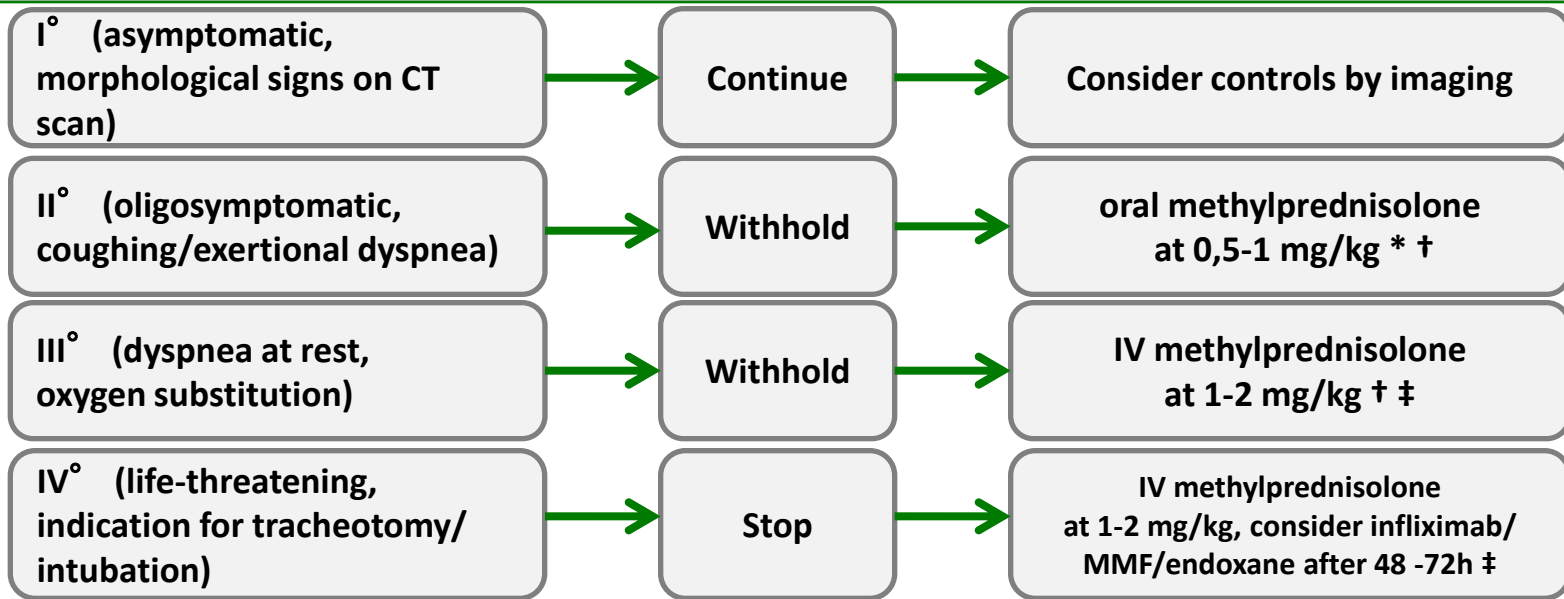 I° (asymptomatic,
morphological signs on CT
scan)
Continue
Consider controls by imaging
II° (oligosymptomatic,
coughing/exertional dyspnea)
Withhold
oral methylprednisolone
at 0,5-1 mg/kg * †
III° (dyspnea at rest,
oxygen substitution)
Withhold
IV methylprednisolone
at 1-2 mg/kg † ‡
IV° (life-threatening,
indication for tracheotomy/
intubation)
Stop
IV methylprednisolone
at 1-2 mg/kg, consider infliximab/
MMF/endoxane after 48 -72h ‡